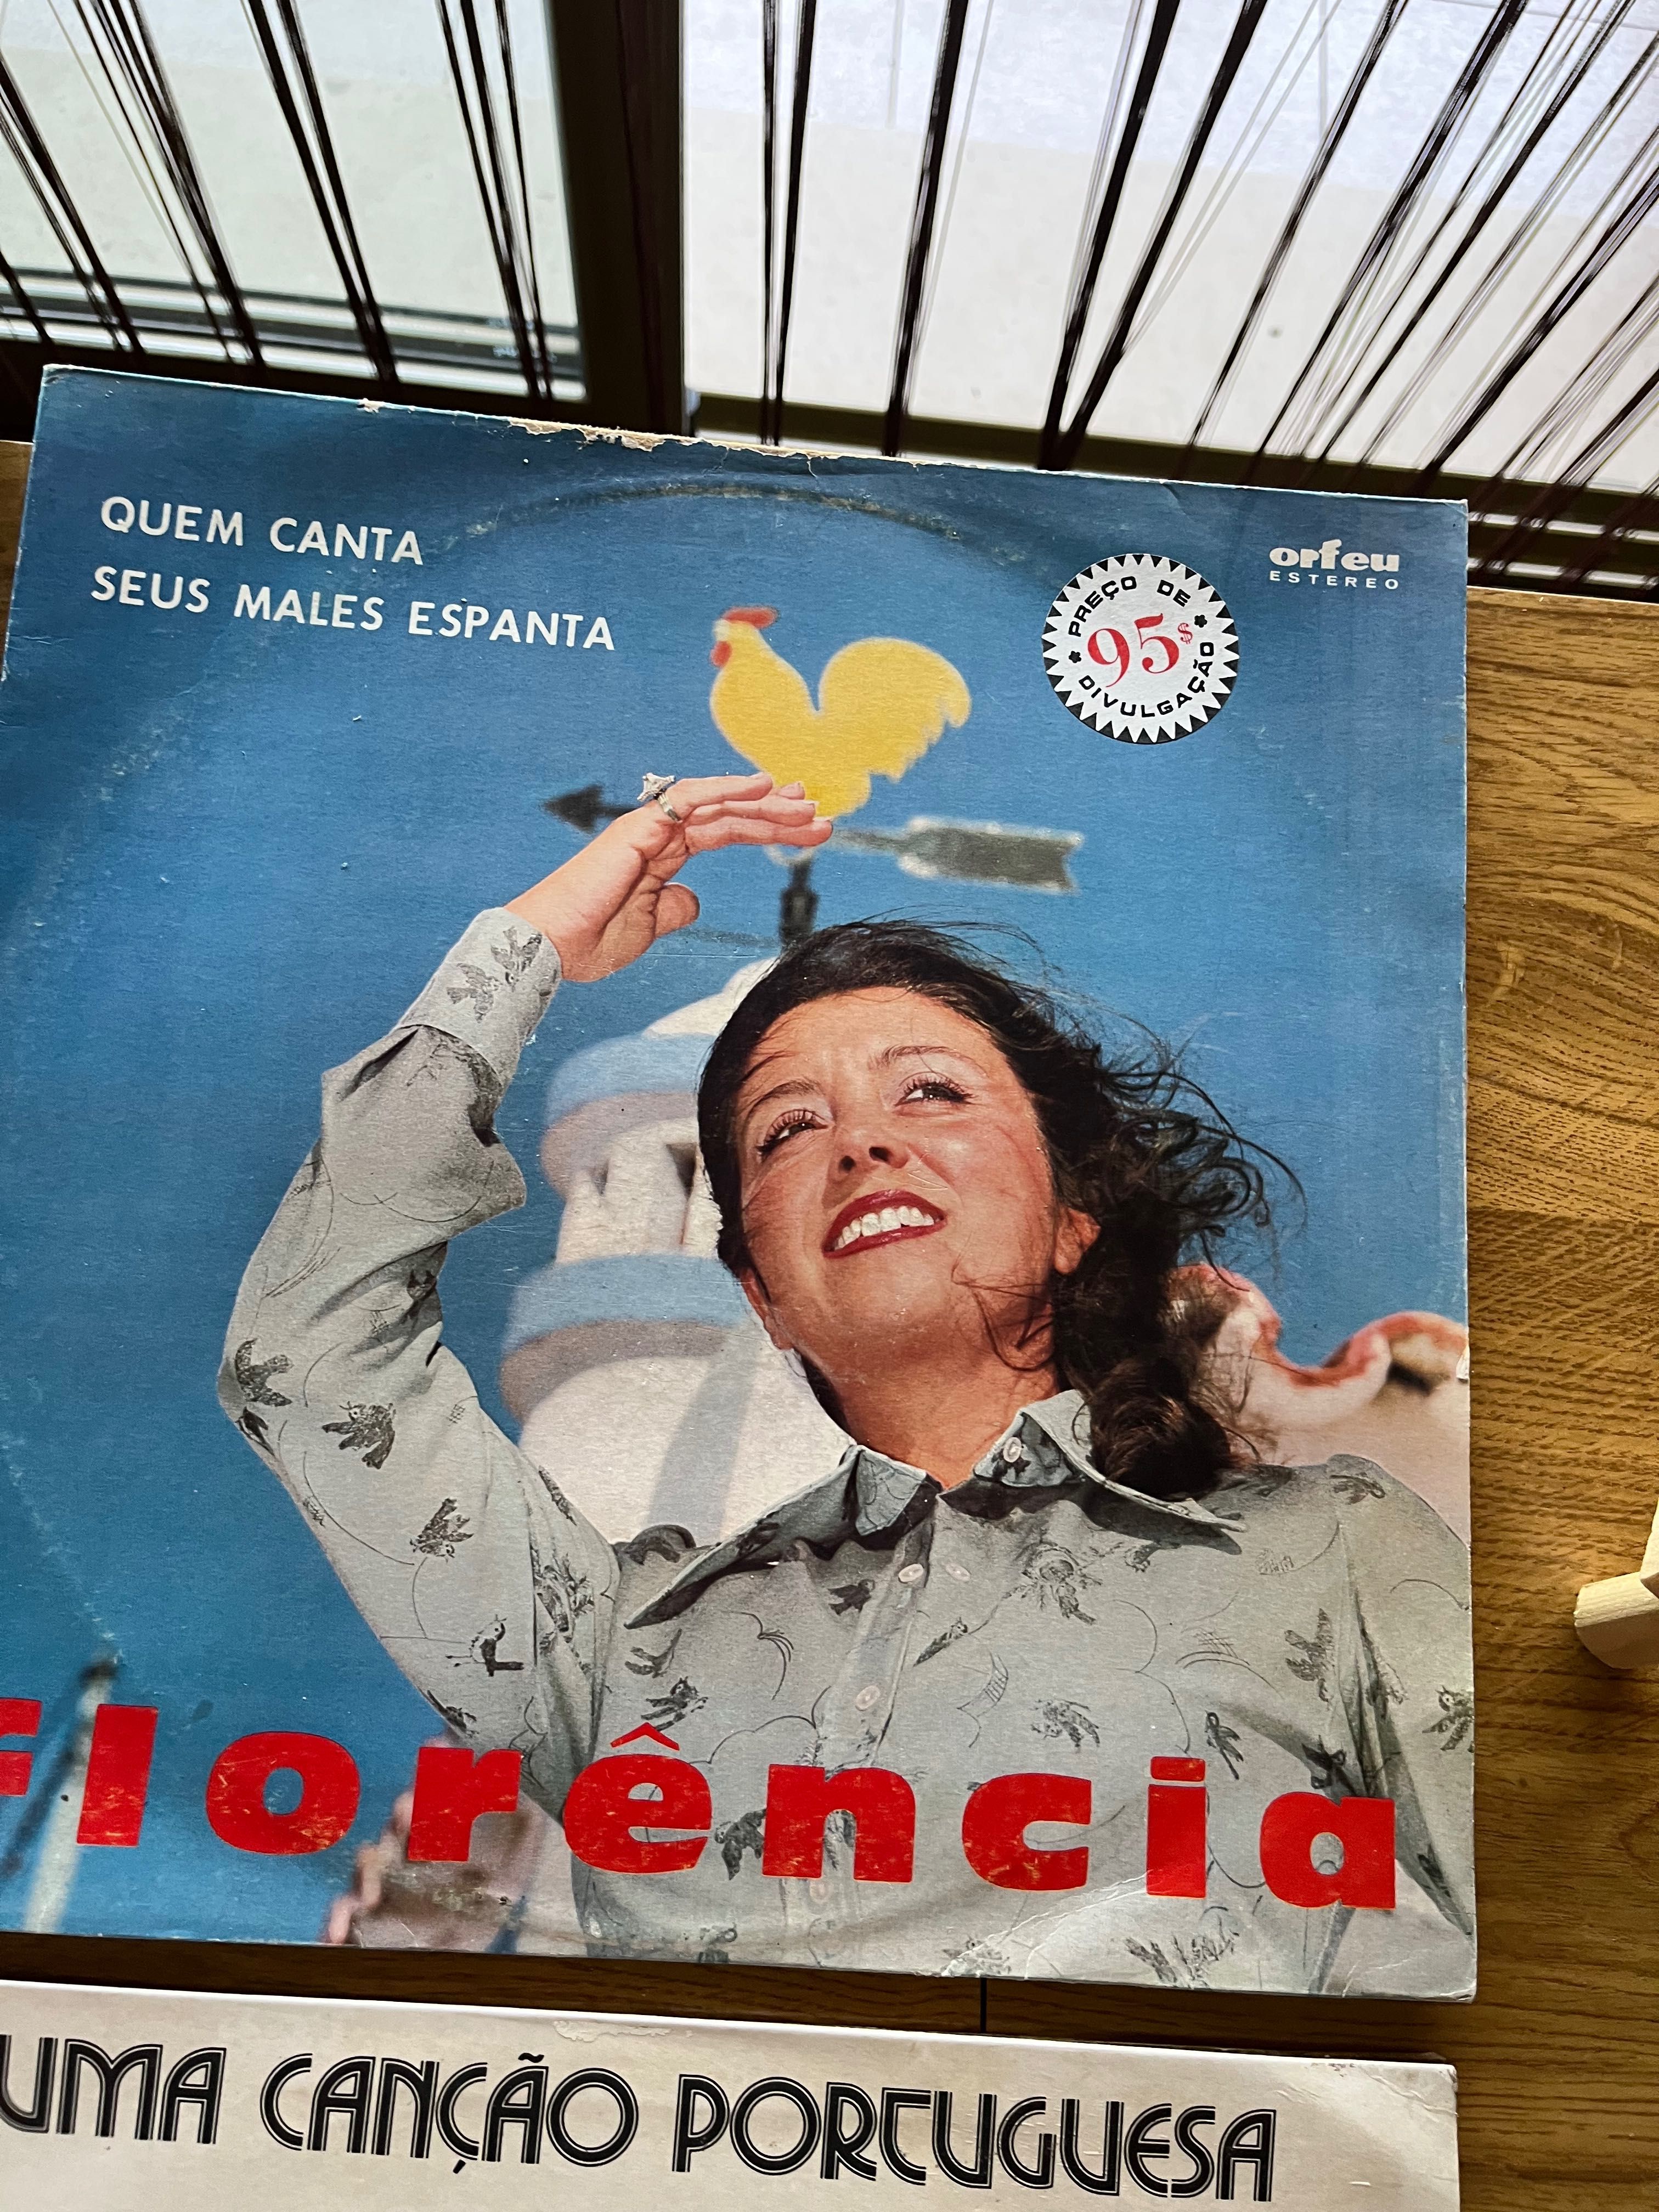 QUEM CANTA
SEUS MALES ESPANTA
orfeu
ESTEREO
PREÇO DE
95$
DIVULGAÇÃO
florência
UMA CANÇÃO PORTUGUESA